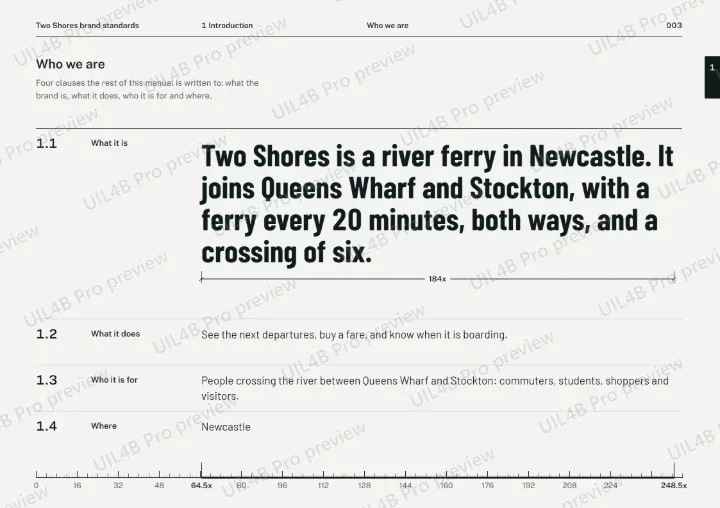 Two Shores brand standards
1 Introduction
Who we are
003
Who we are
1
Four clauses the rest of this manual is written to: what the
brand is, what it does, who it is for and where.
1.1
What it is
Two Shores is a river ferry in Newcastle. It
joins Queens Wharf and Stockton, with a
ferry every 20 minutes, both ways, and a
crossing of six.
184x
1.2
What it does
See the next departures, buy a fare, and know when it is boarding.
1.3
Who it is for
People crossing the river between Queens Wharf and Stockton: commuters, students, shoppers and
visitors.
1.4
Where
Newcastle
0 16 32 48 64.5x 80 96 112 128 144 160 176 192 208 224 248.5x
UIL4B Pro preview